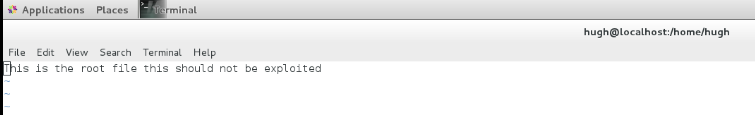 Applications Places Terminal
hugh@localhost:/home/hugh
File Edit View Search Terminal Help
This is the root file this should not be exploited
~
~
~